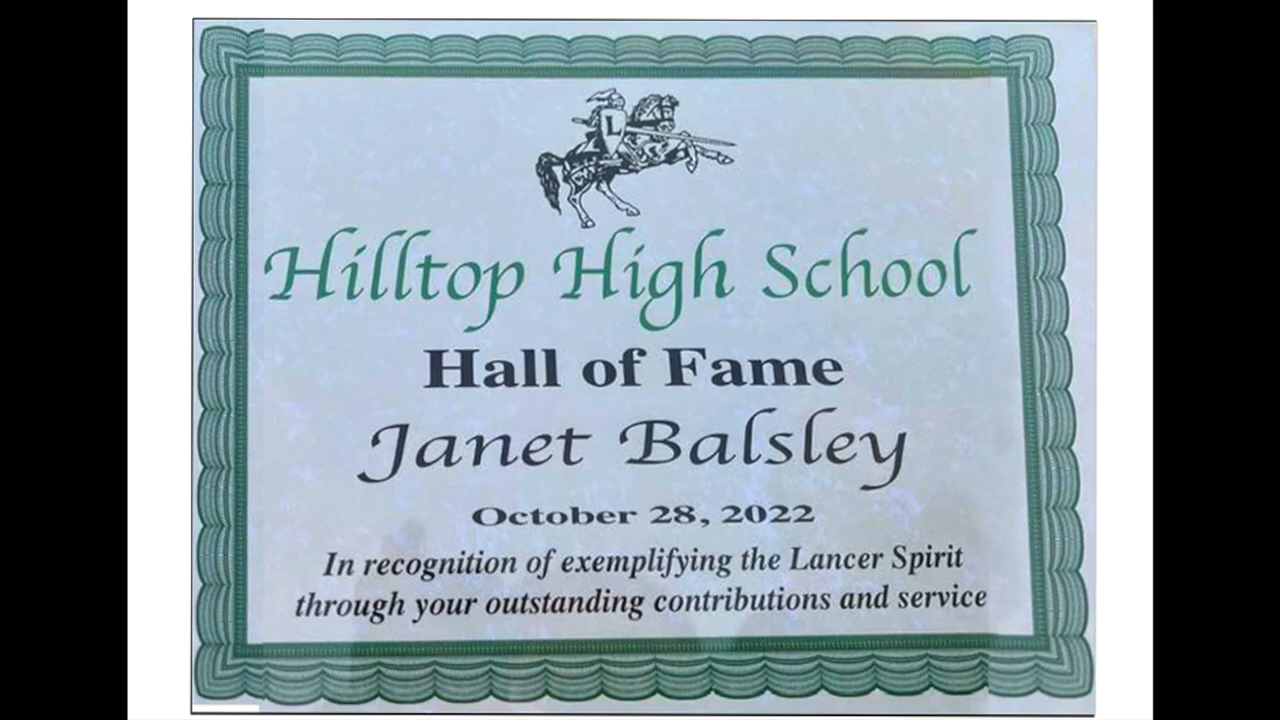 L
Hilltop High School
Hall of Fame
Janet Balsley
October 28, 2022
In recognition of exemplifying the Lancer Spirit
through your outstanding contributions and service